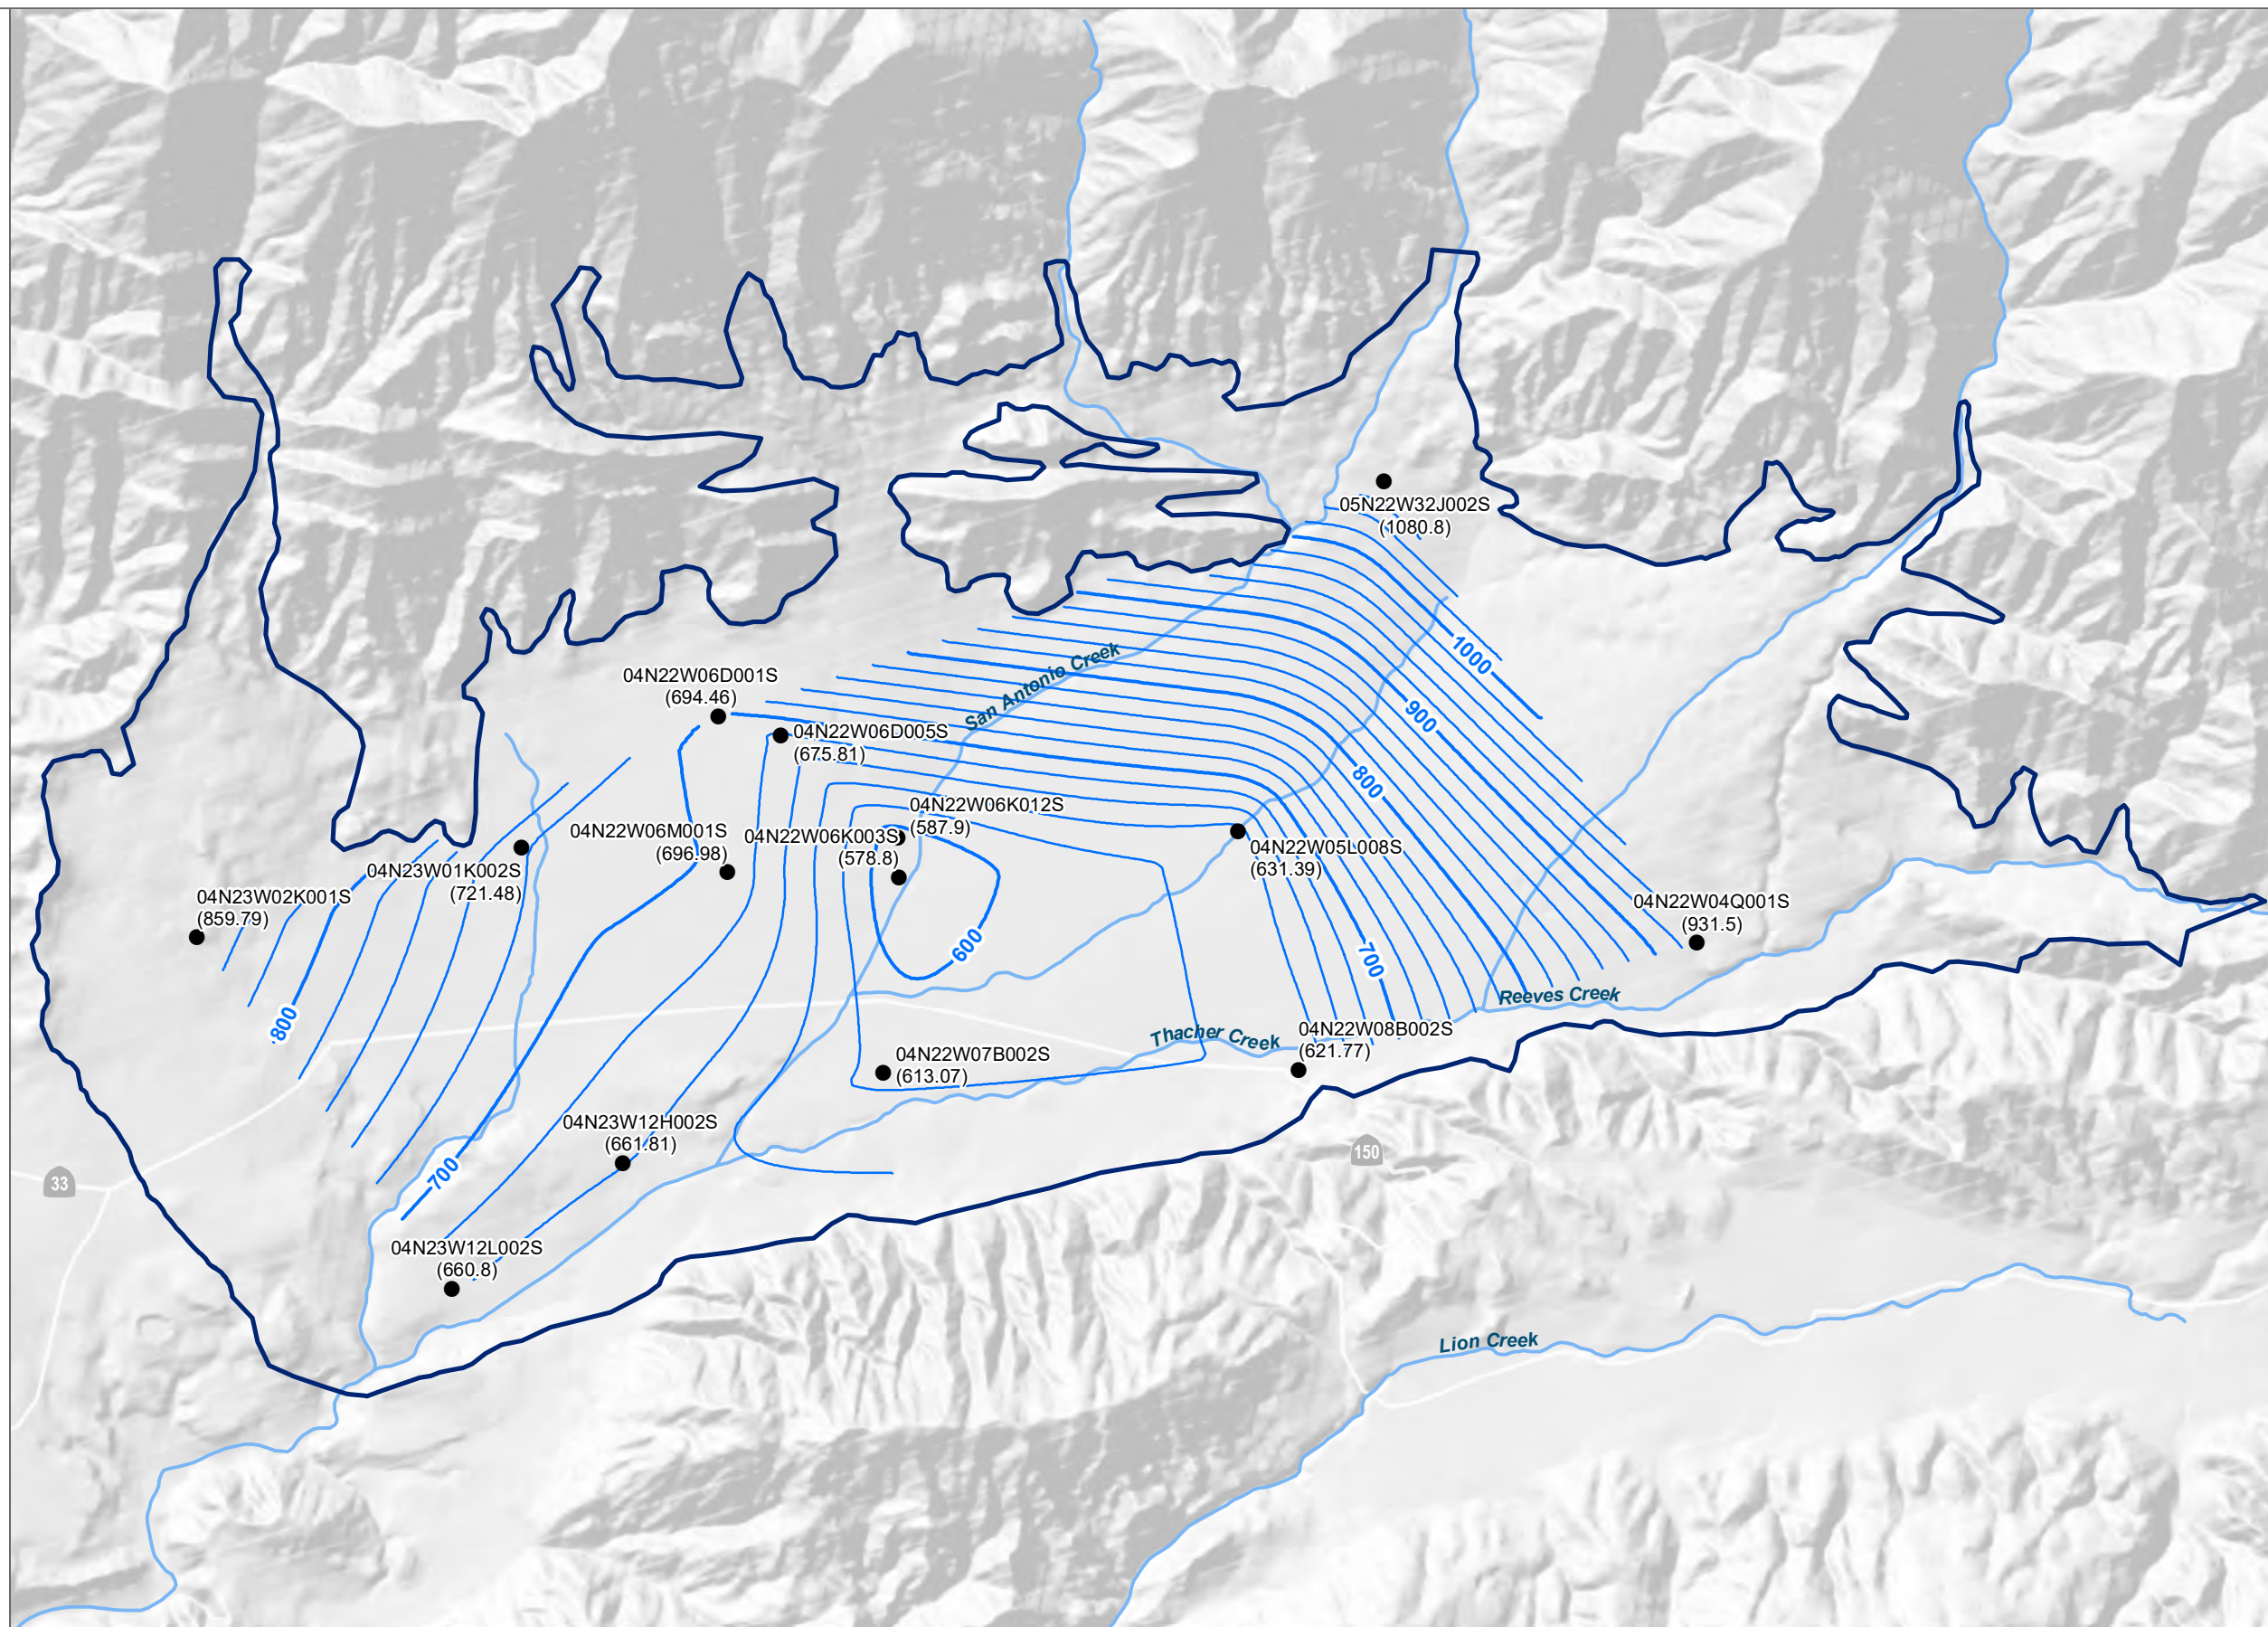 05N22W32J002S
(1080.8)
1000
San Antonio Creek
04N22W06D001S
(694.46)
900
04N22W06D005S
(675.81)
800
04N22W06K012S
(587.9)
04N22W06M001S
(696.98)
04N22W06K003S
(578.8)
04N22W05L008S
(631.39)
04N23W01K002S
(721.48)
04N23W02K001S
(859.79)
04N22W04Q001S
(931.5)
600
700
Reeves Creek
800
Thacher Creek
04N22W08B002S
(621.77)
04N22W07B002S
(613.07)
04N23W12H002S
(661.81)
150
700
33
04N23W12L002S
(660.8)
Lion Creek